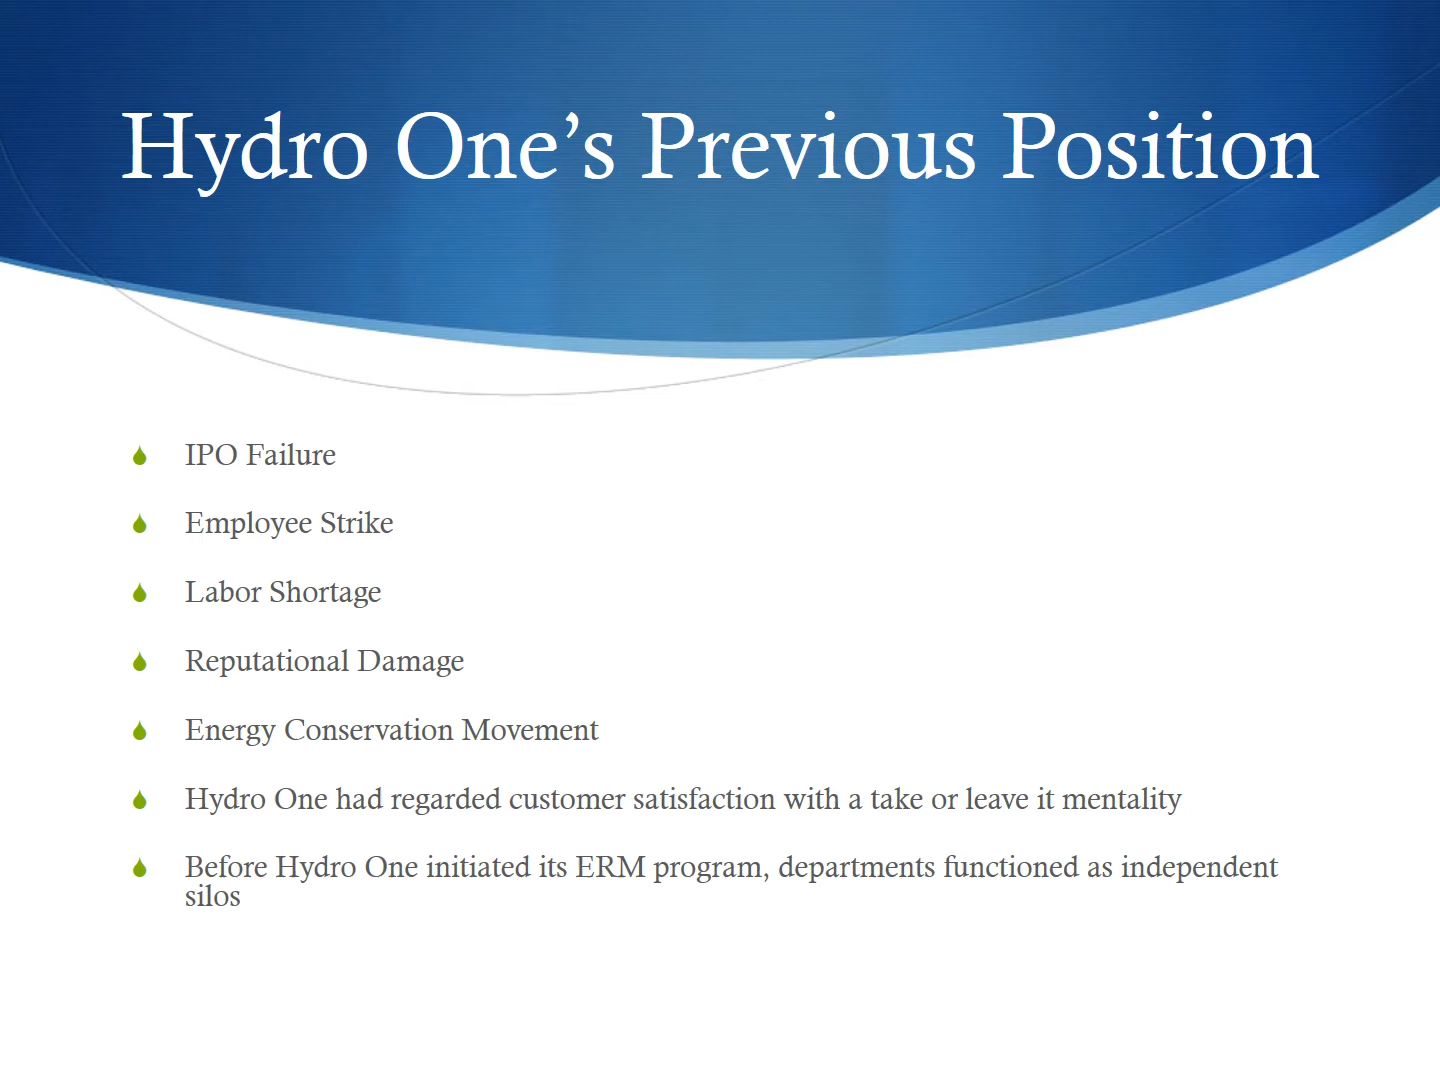 Hydro One’s Previous Position
IPO Failure
Employee Strike
Labor Shortage
Reputational Damage
Energy Conservation Movement
Hydro One had regarded customer satisfaction with a take or leave it mentality
Before Hydro One initiated its ERM program, departments functioned as independent
silos